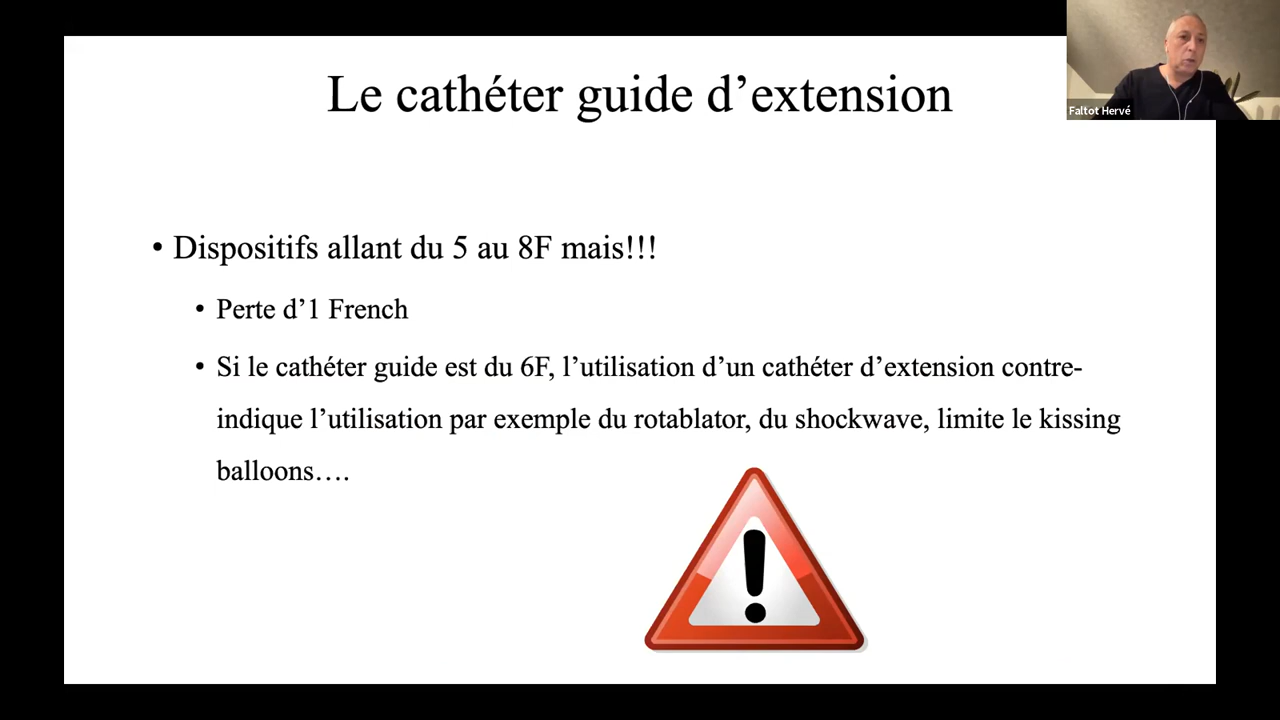 Le cathéter guide d’extension
Faltot Hervé
• Dispositifs allant du 5 au 8F mais!!!
• Perte d’1 French
• Si le cathéter guide est du 6F, l’utilisation d’un cathéter d’extension contre-
indique l’utilisation par exemple du rotablator, du shockwave, limite le kissing
balloons….